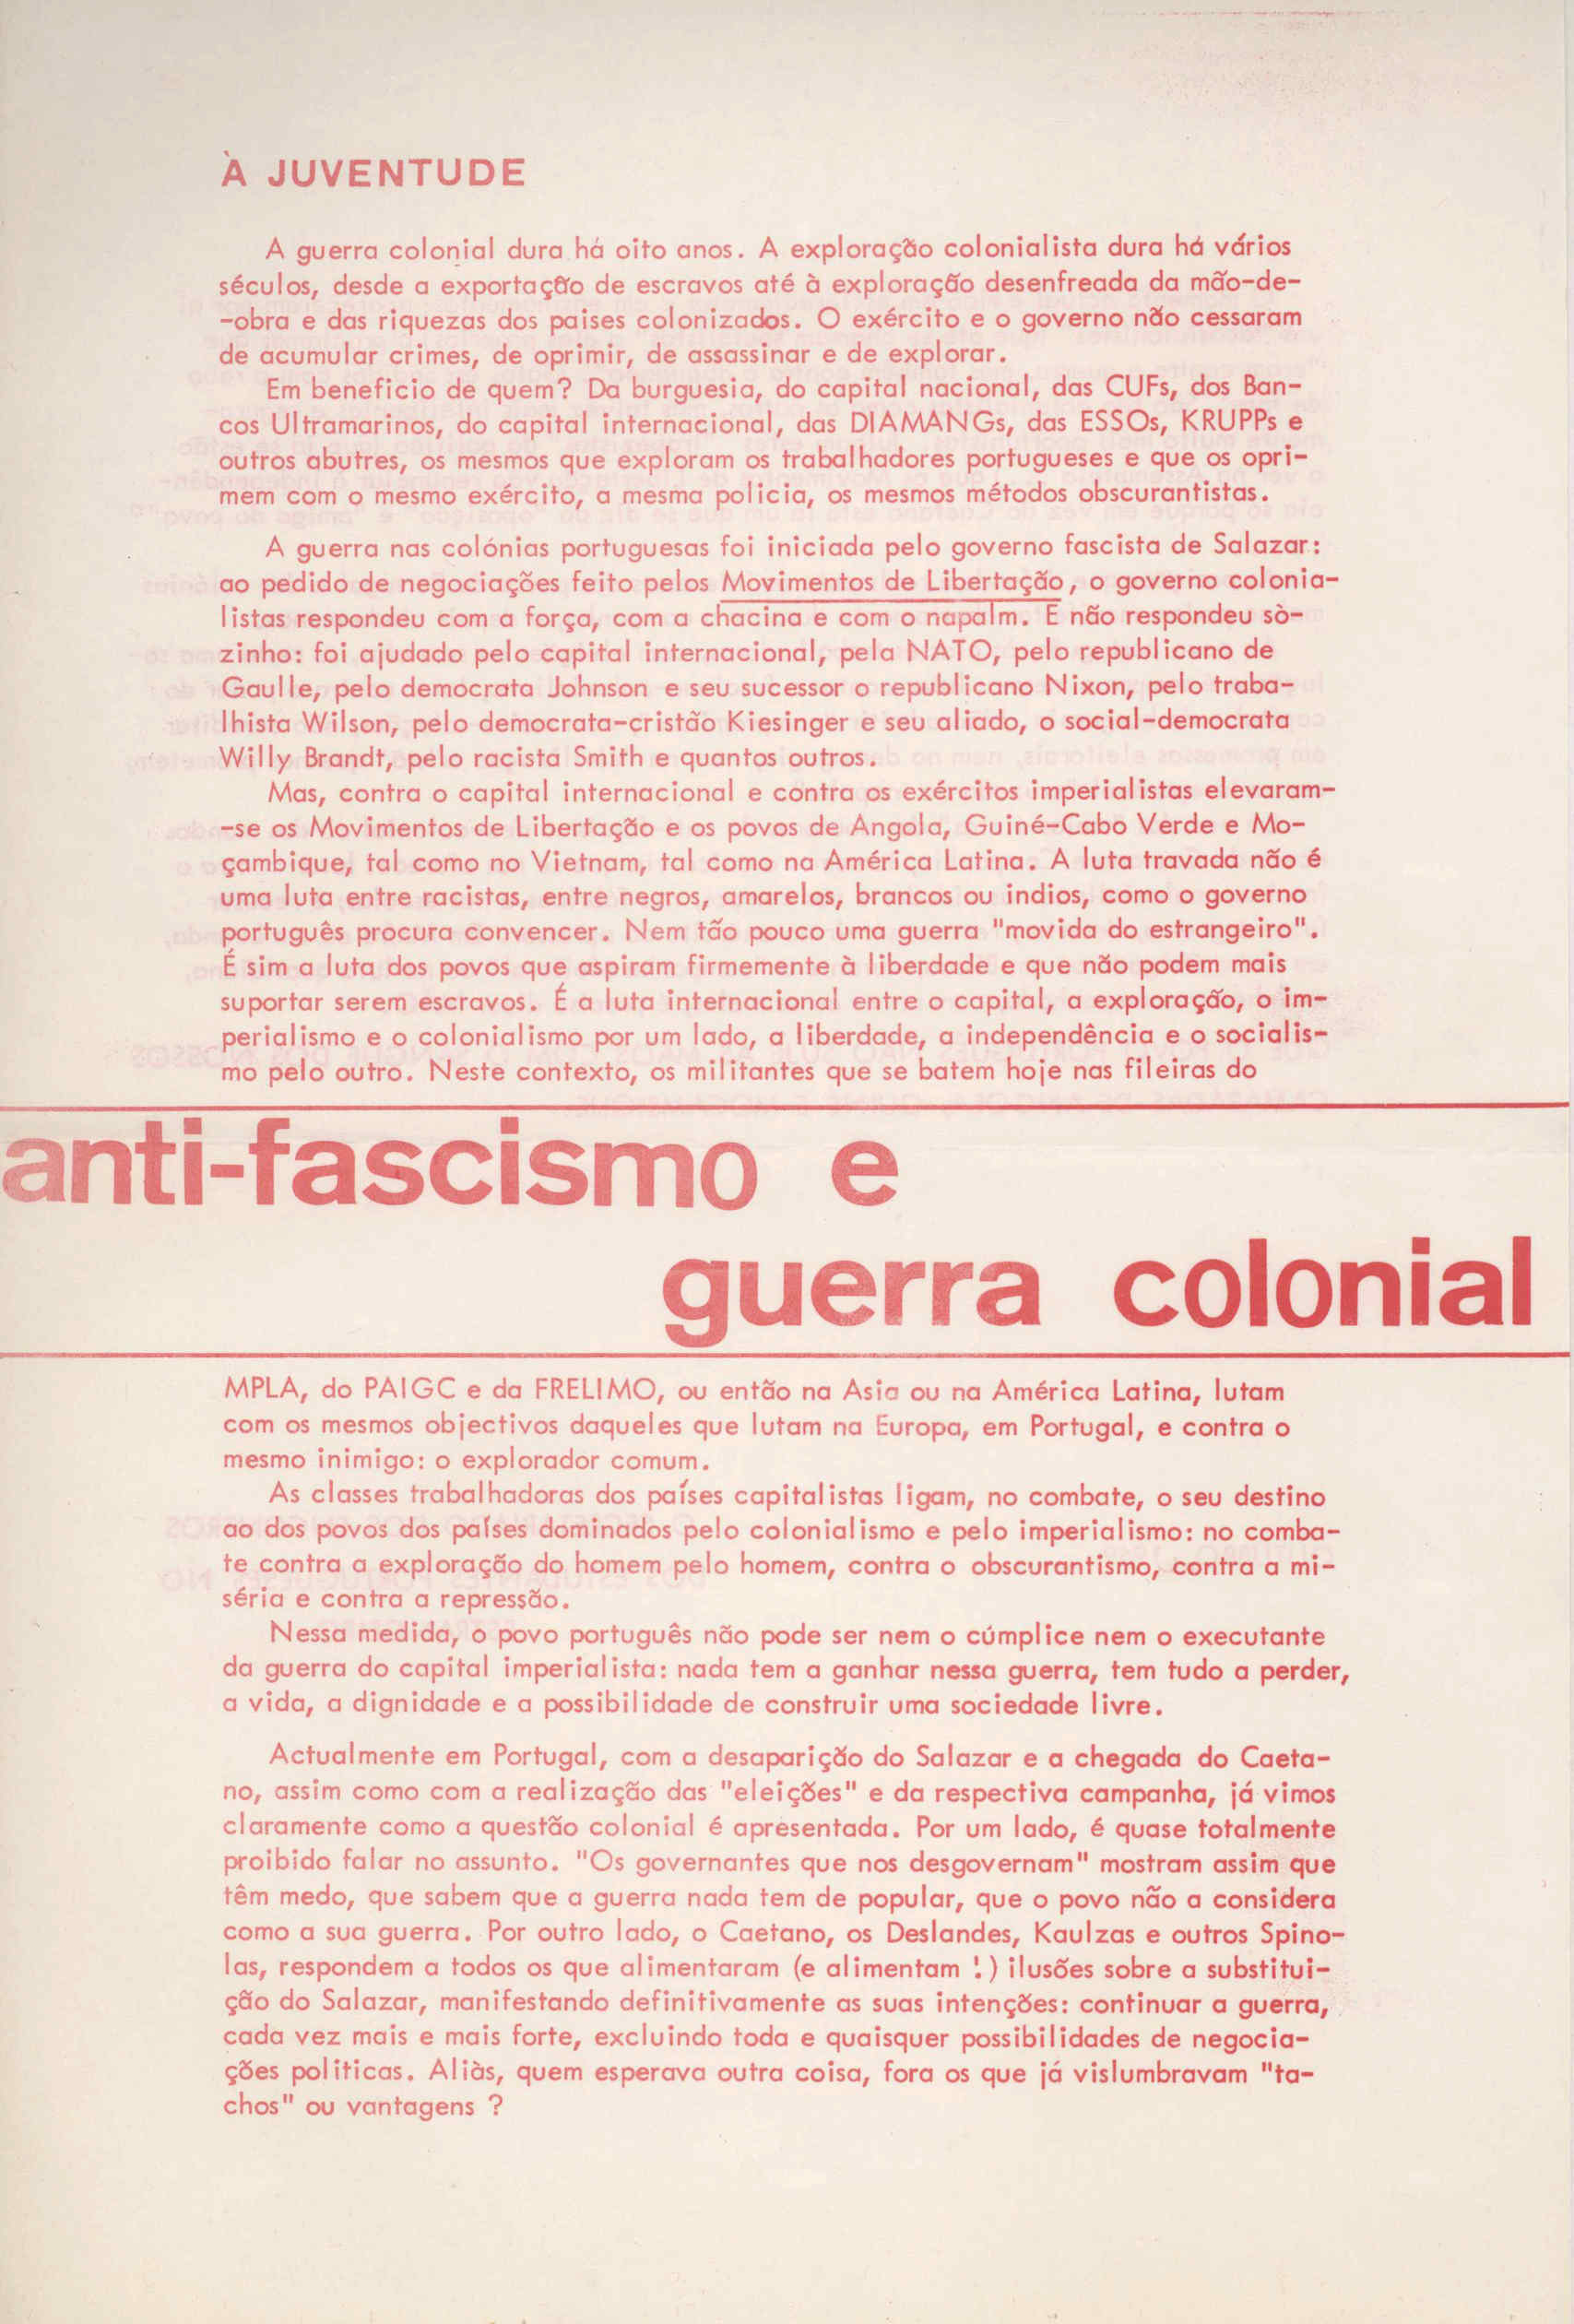 À JUVENTUDE
A guerra colonial dura há oito anos. A exploração colonialista dura há vários
séculos, desde a exportação de escravos até à exploração desenfreada da mão-de-
-obra e das riquezas dos paises colonizados. O exército e o governo não cessaram
de acumular crimes, de oprimir, de assassinar e de explorar.
Em beneficio de quem? Da burguesia, do capital nacional, das CUFs, dos Ban-
cos Ultramarinos, do capital internacional, das DIAMANGs, das ESSOs, KRUPPs e
outros abutres, os mesmos que exploram os trabalhadores portugueses e que os opri-
mem com o mesmo exército, a mesma policia, os mesmos métodos obscurantistas.
A guerra nas colónias portuguesas foi iniciada pelo governo fascista de Salazar:
ao pedido de negociações feito pelos Movimentos de Libertação, o governo colonia-
listas respondeu com a força, com a chacina e com o napalm. E não respondeu sò-
zinho: foi ajudado pelo capital internacional, pela NATO, pelo republicano de
Gaulle, pelo democrata Johnson e seu sucessor o republicano Nixon, pelo traba-
lhista Wilson, pelo democrata-cristão Kiesinger e seu aliado, o social-democrata
Willy Brandt, pelo racista Smith e quantos outros.
Mas, contra o capital internacional e contra os exércitos imperialistas elevaram-
-se os Movimentos de Libertação e os povos de Angola, Guiné-Cabo Verde e Mo-
çambique, tal como no Vietnam, tal como na América Latina. A luta travada não é
uma luta entre racistas, entre negros, amarelos, brancos ou indios, como o governo
português procura convencer. Nem tão pouco uma guerra "movida do estrangeiro".
É sim a luta dos povos que aspiram firmemente à liberdade e que não podem mais
suportar serem escravos. É a luta internacional entre o capital, a exploração, o im-
perialismo e o colonialismo por um lado, a liberdade, a independência e o socialis-
mo pelo outro. Neste contexto, os militantes que se batem hoje nas fileiras do
anti-fascismo e
guerra colonial
MPLA, do PAIGC e da FRELIMO, ou então na Asia ou na América Latina, lutam
com os mesmos objectivos daqueles que lutam na Europa, em Portugal, e contra o
mesmo inimigo: o explorador comum.
As classes trabalhadoras dos países capitalistas ligam, no combate, o seu destino
ao dos povos dos países dominados pelo colonialismo e pelo imperialismo: no comba-
te contra a exploração do homem pelo homem, contra o obscurantismo, contra a mi-
séria e contra a repressão.
Nessa medida, o povo português não pode ser nem o cúmplice nem o executante
da guerra do capital imperialista: nada tem a ganhar nessa guerra, tem tudo a perder,
a vida, a dignidade e a possibilidade de construir uma sociedade livre.
Actualmente em Portugal, com a desaparição do Salazar e a chegada do Caeta-
no, assim como com a realização das "eleições" e da respectiva campanha, já vimos
claramente como a questão colonial é apresentada. Por um lado, é quase totalmente
proibido falar no assunto. "Os governantes que nos desgovernam" mostram assim que
têm medo, que sabem que a guerra nada tem de popular, que o povo não a considera
como a sua guerra. Por outro lado, o Caetano, os Deslandes, Kaulzas e outros Spino-
las, respondem a todos os que alimentaram (e alimentam !) ilusões sobre a substitui-
ção do Salazar, manifestando definitivamente as suas intenções: continuar a guerra,
cada vez mais e mais forte, excluindo toda e quaisquer possibilidades de negocia-
ções politicas. Aliàs, quem esperava outra coisa, fora os que já vislumbravam "ta-
chos" ou vantagens ?